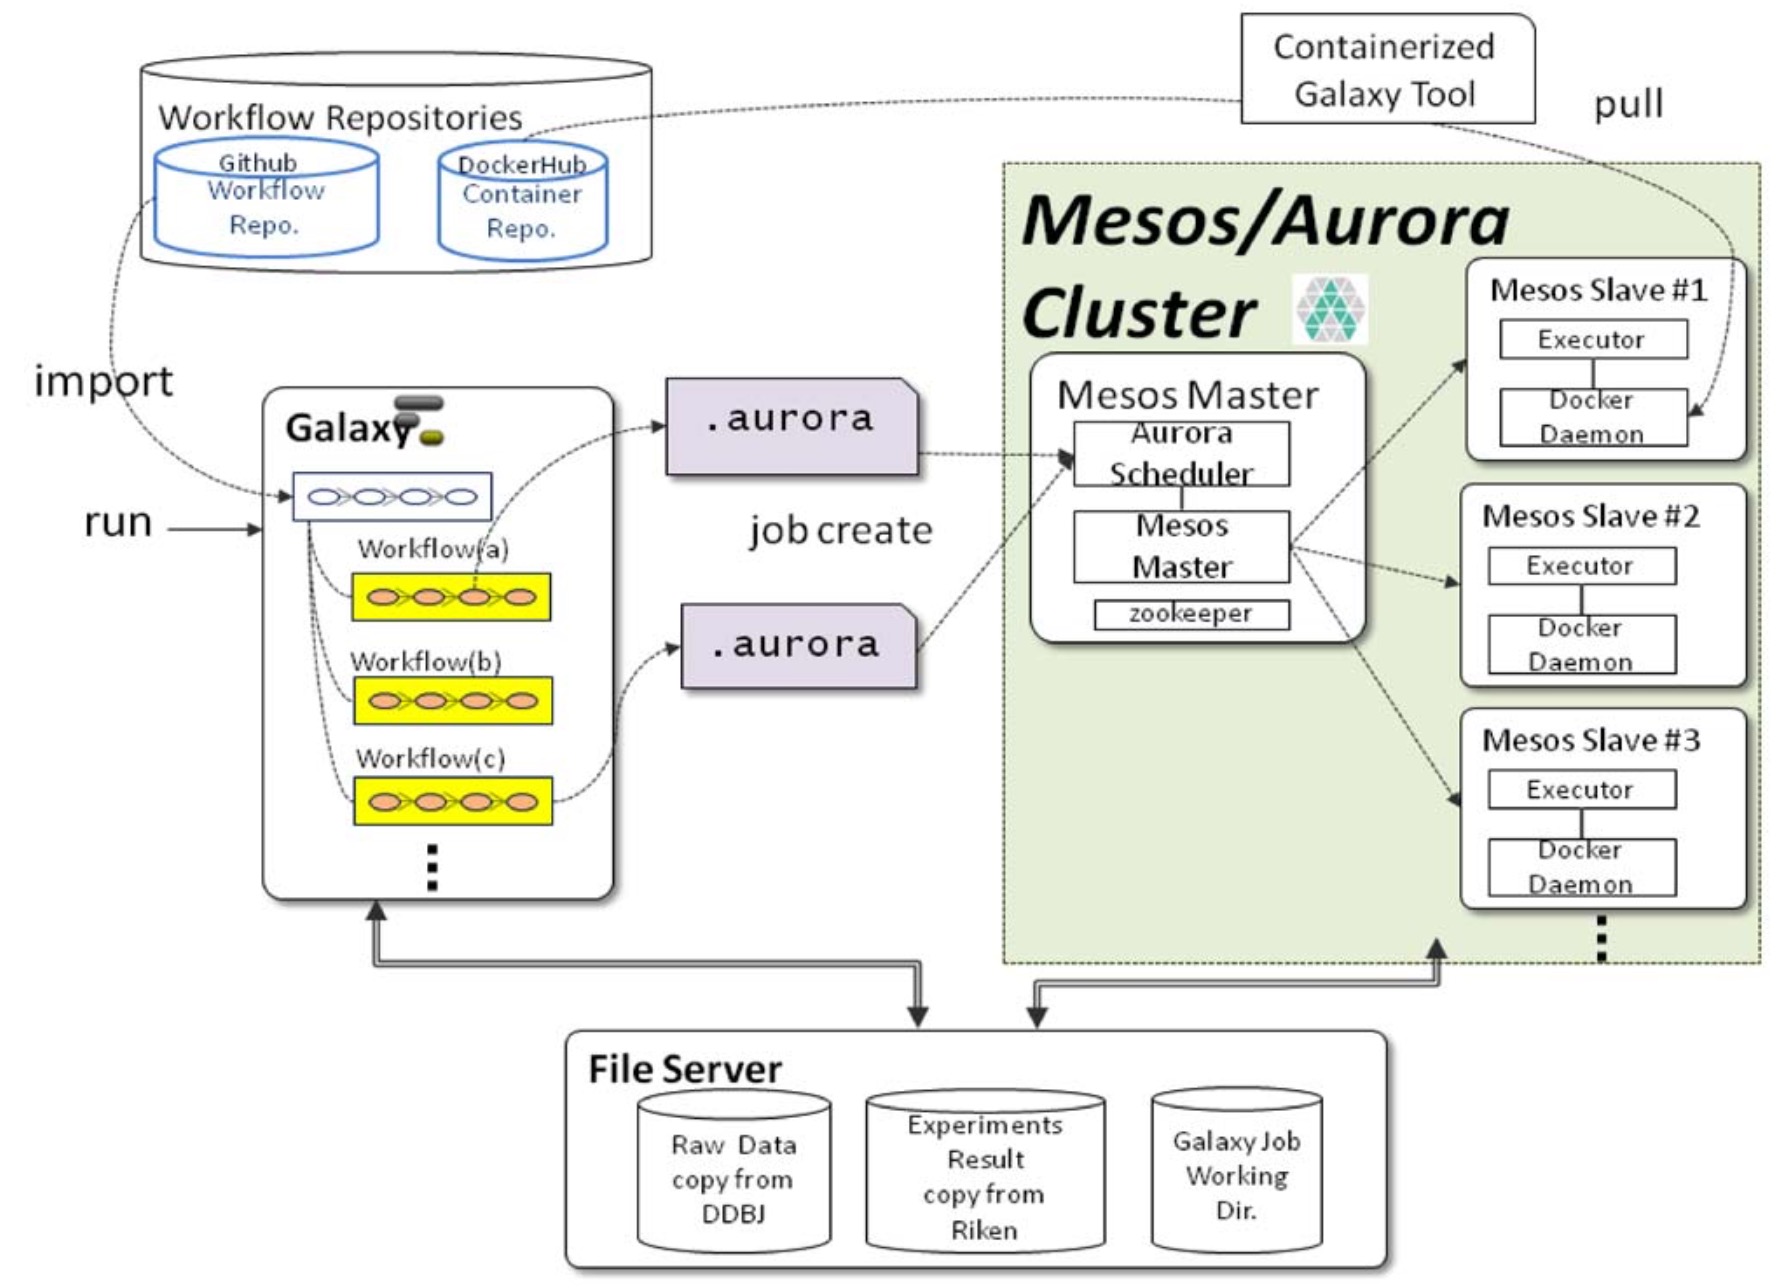 Containerized
Galaxy Tool
pull
Workflow Repositories
Github
Workflow
Repo.
DockerHub
Container
Repo.
import
run
Galaxy
Workflow(a)
Workflow(b)
Workflow(c)
.aurora
job create
.aurora
Mesos/Aurora
Cluster
Mesos Master
Aurora
Scheduler
Mesos
Master
zookeeper
Mesos Slave #1
Executor
Docker
Daemon
Mesos Slave #2
Executor
Docker
Daemon
Mesos Slave #3
Executor
Docker
Daemon
File Server
Raw Data
copy from
DDBJ
Experiments
Result
copy from
Riken
Galaxy Job
Working
Dir.